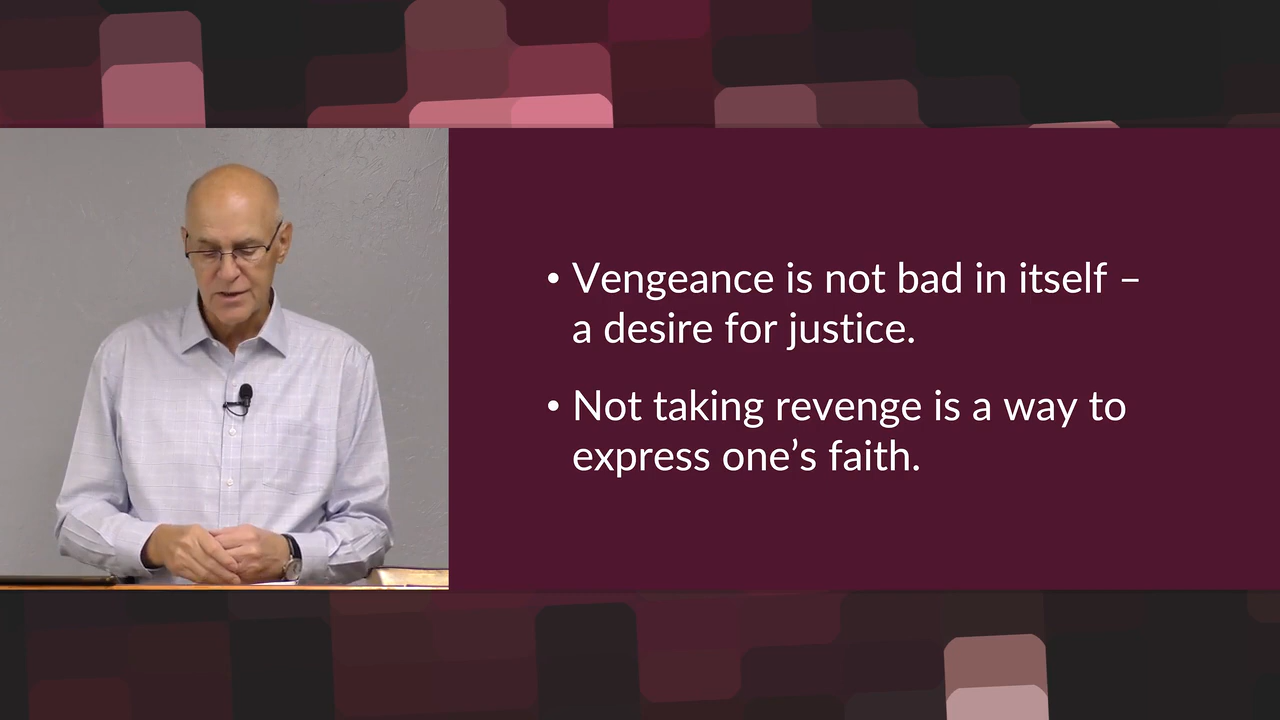 • Vengeance is not bad in itself –
a desire for justice.
• Not taking revenge is a way to
express one’s faith.